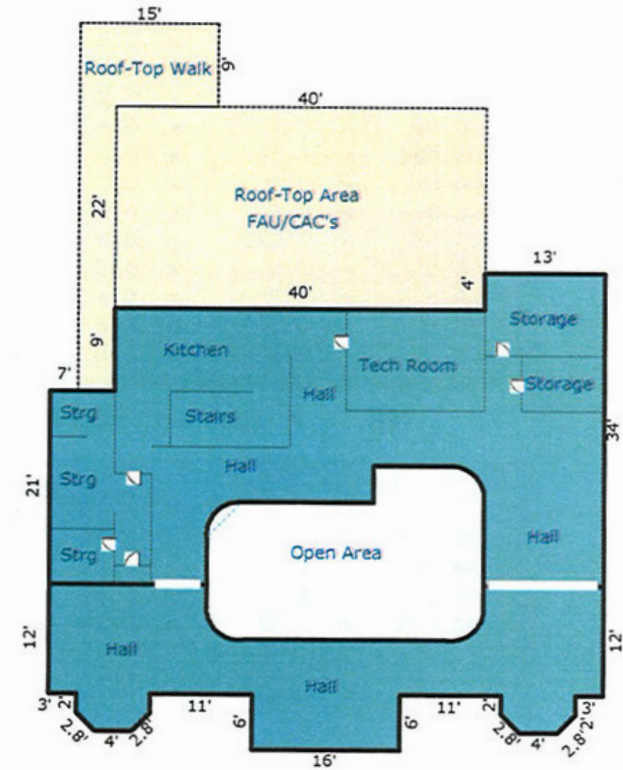 15'
Roof-Top Walk
9'
40'
22'
Roof-Top Area
FAU/CAC's
13'
4'
40'
Storage
9'
Kitchen
Tech Room
7'
Hall
Storage
Strg
Stairs
34'
Hall
21'
Strg
Hall
Open Area
Strg
12'
Hall
12'
Hall
3'
2'
11'
11'
2'
3'
2.8'
4'
2.8'
6'
6'
2.8'
4'
2.8'
2'
16'